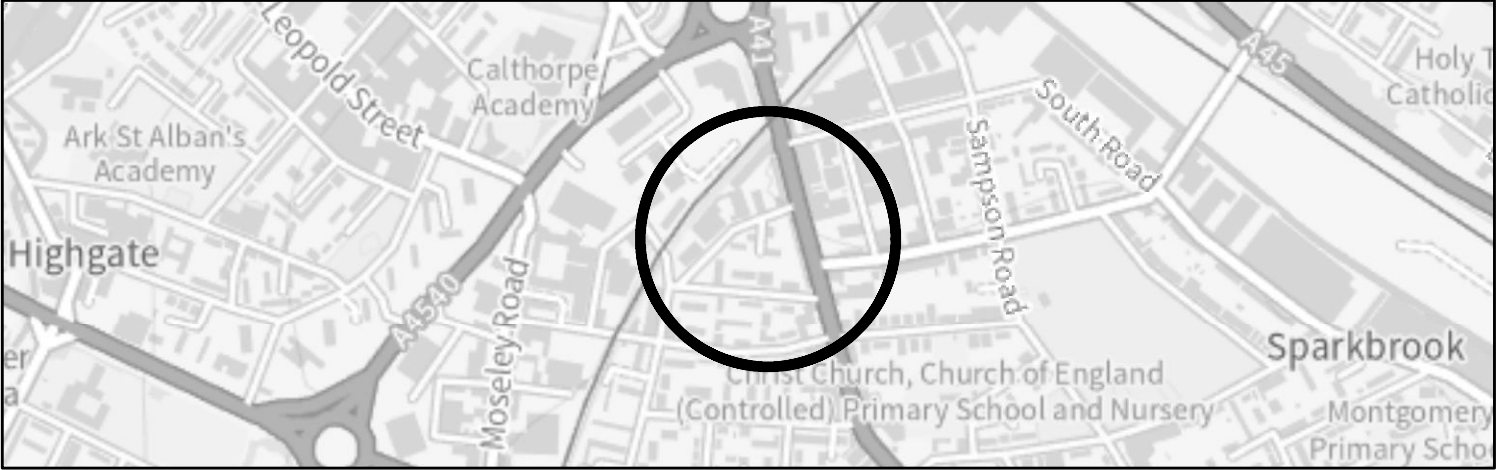 Leopold Street
A41
A45
Holy T
Catholic
Calthorpe
Academy
South Road
Ark St Alban's
Academy
Sampson Road
Highgate
A4540
Moseley Road
er
a
Sparkbrook
Christ Church, Church of England
(Controlled) Primary School and Nursery
Montgomery
Primary Scho